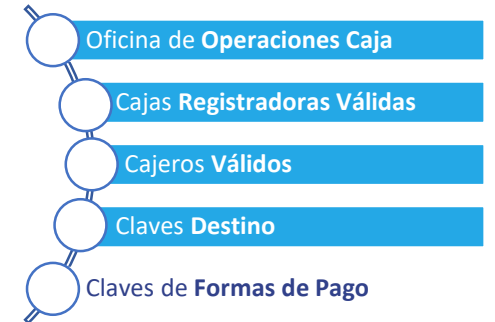 Oficina de Operaciones Caja
Cajas Registradoras Válidas
Cajeros Válidos
Claves Destino
Claves de Formas de Pago